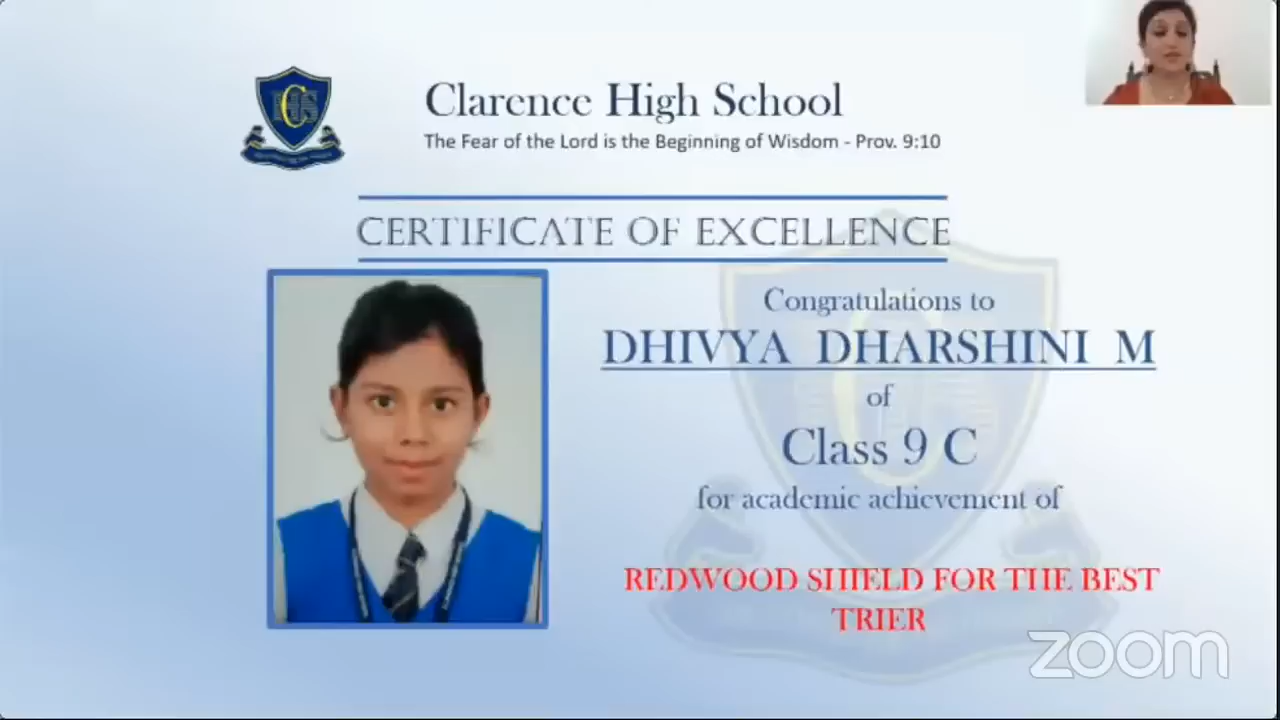 Clarence High School
The Fear of the Lord is the Beginning of Wisdom - Prov. 9:10
CERTIFICATE OF EXCELLENCE
Congratulations to
DHIVYA DHARSHINI M
of
Class 9 C
for academic achievement of
REDWOOD SHIELD FOR THE BEST
TRIER
zoom